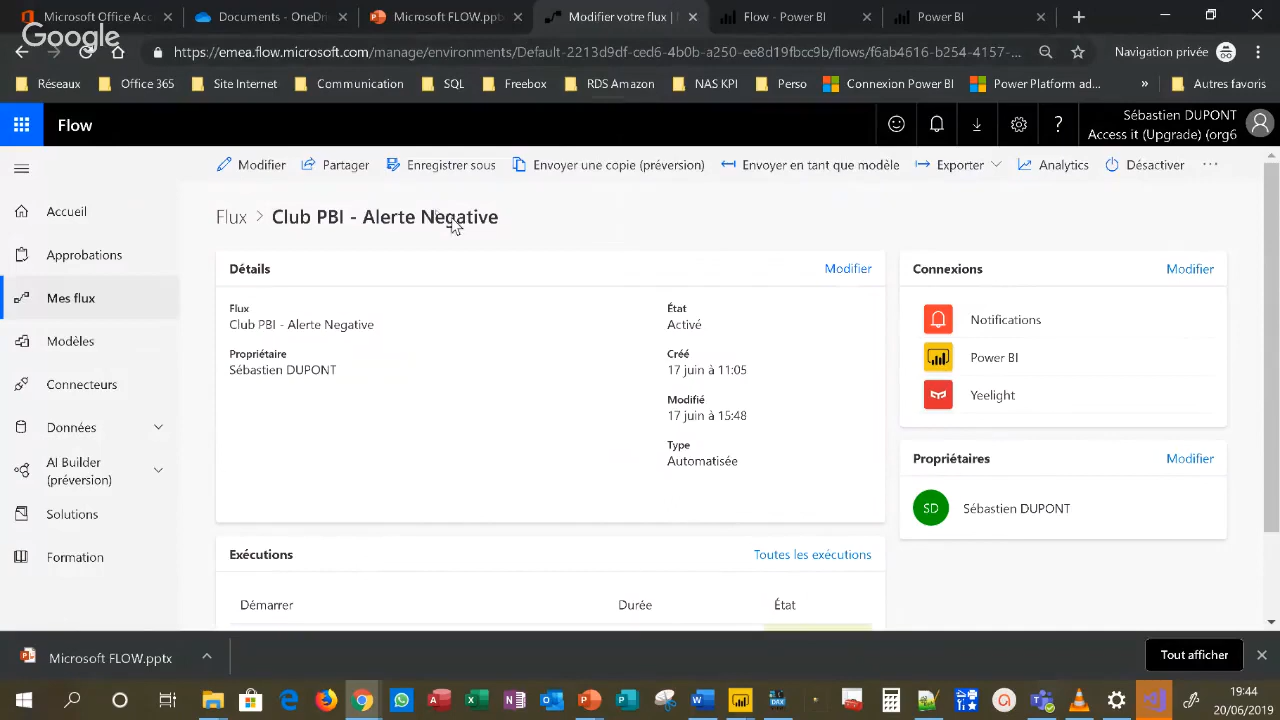 Microsoft Office Acc
Documents - OneDri
Microsoft FLOW.ppt
Modifier votre flux |
Flow - Power BI
Power BI
Google
https://emea.flow.microsoft.com/manage/environments/Default-2213d9df-ced6-4b0b-a250-ee8d19fbce5b/flows/f6ab4616-b254-4157-...
Navigation privée
Réseaux
Office 365
Site Internet
Communication
SQL
Freebox
RDS Amazon
NAS KPI
Perso
Connexion Power BI
Power Platform ad...
»
Autres favoris
Flow
?
Sébastien DUPONT
Access it (Upgrade) (org6
Modifier
Partager
Enregistrer sous
Envoyer une copie (préversion)
Envoyer en tant que modèle
Exporter
Analytics
Désactiver
...
Accueil
Approbations
Mes flux
Modèles
Connecteurs
Données
AI Builder
(préversion)
Solutions
Formation
Flux > Club PBI - Alerte Negative
Détails
Modifier
Flux
Club PBI - Alerte Negative
Propriétaire
Sébastien DUPONT
État
Activé
Créé
17 juin à 11:05
Modifié
17 juin à 15:48
Type
Automatisée
Connexions
Modifier
Notifications
Power BI
Yeelight
Propriétaires
Modifier
SD
Sébastien DUPONT
Exécutions
Toutes les exécutions
Démarrer
Durée
État
Microsoft FLOW.pptx
Tout afficher
19:44
20/06/2019